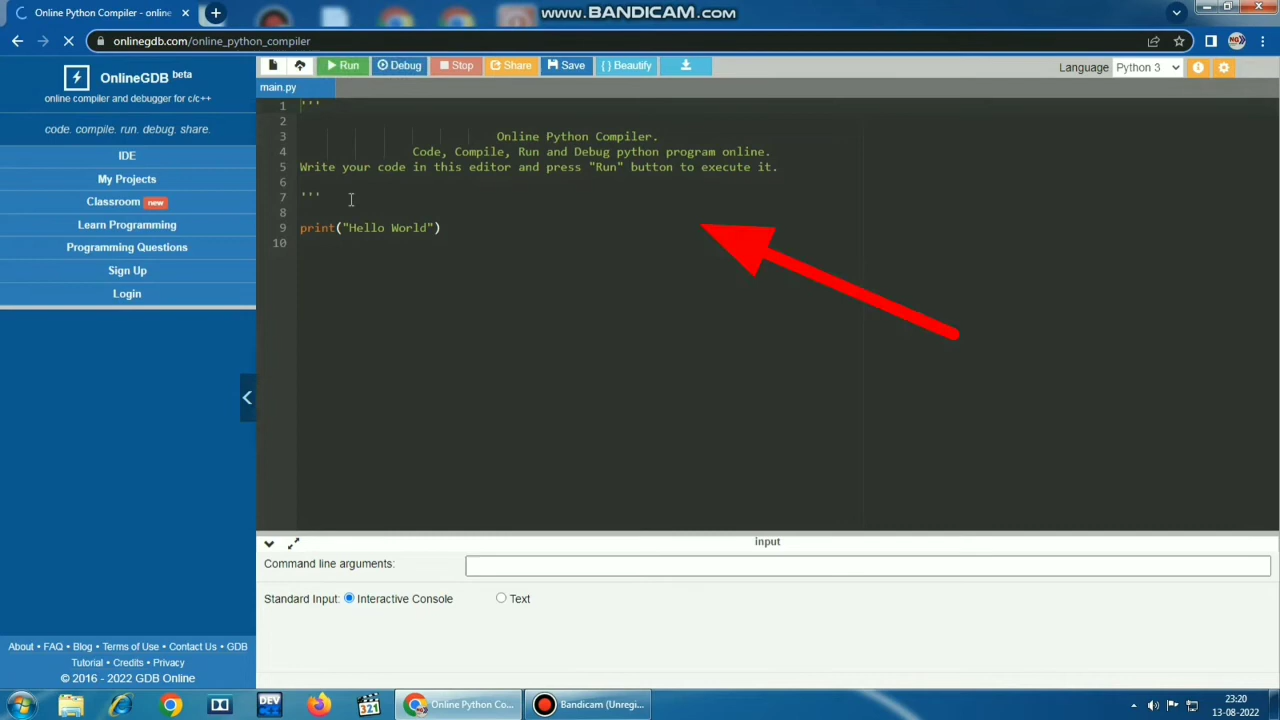 Online Python Compiler - online
www.BANDICAM.com
onlinegdb.com/online_python_compiler
OnlineGDB beta
online compiler and debugger for c/c++
code. compile. run. debug. share.
IDE
My Projects
Classroom new
Learn Programming
Programming Questions
Sign Up
Login
About • FAQ • Blog • Terms of Use • Contact Us • GDB
Tutorial • Credits • Privacy
© 2016 - 2022 GDB Online
Run Debug Stop Share Save { } Beautify
Language Python 3
main.py
1 '''
2
3 Online Python Compiler.
4 Code, Compile, Run and Debug python program online.
5 Write your code in this editor and press "Run" button to execute it.
6
7 '''
8
9 print("Hello World")
10
input
Command line arguments:
Standard Input: Interactive Console Text
DEV
321
Online Python Co...
Bandicam (Unregi...
23:20
13-08-2022